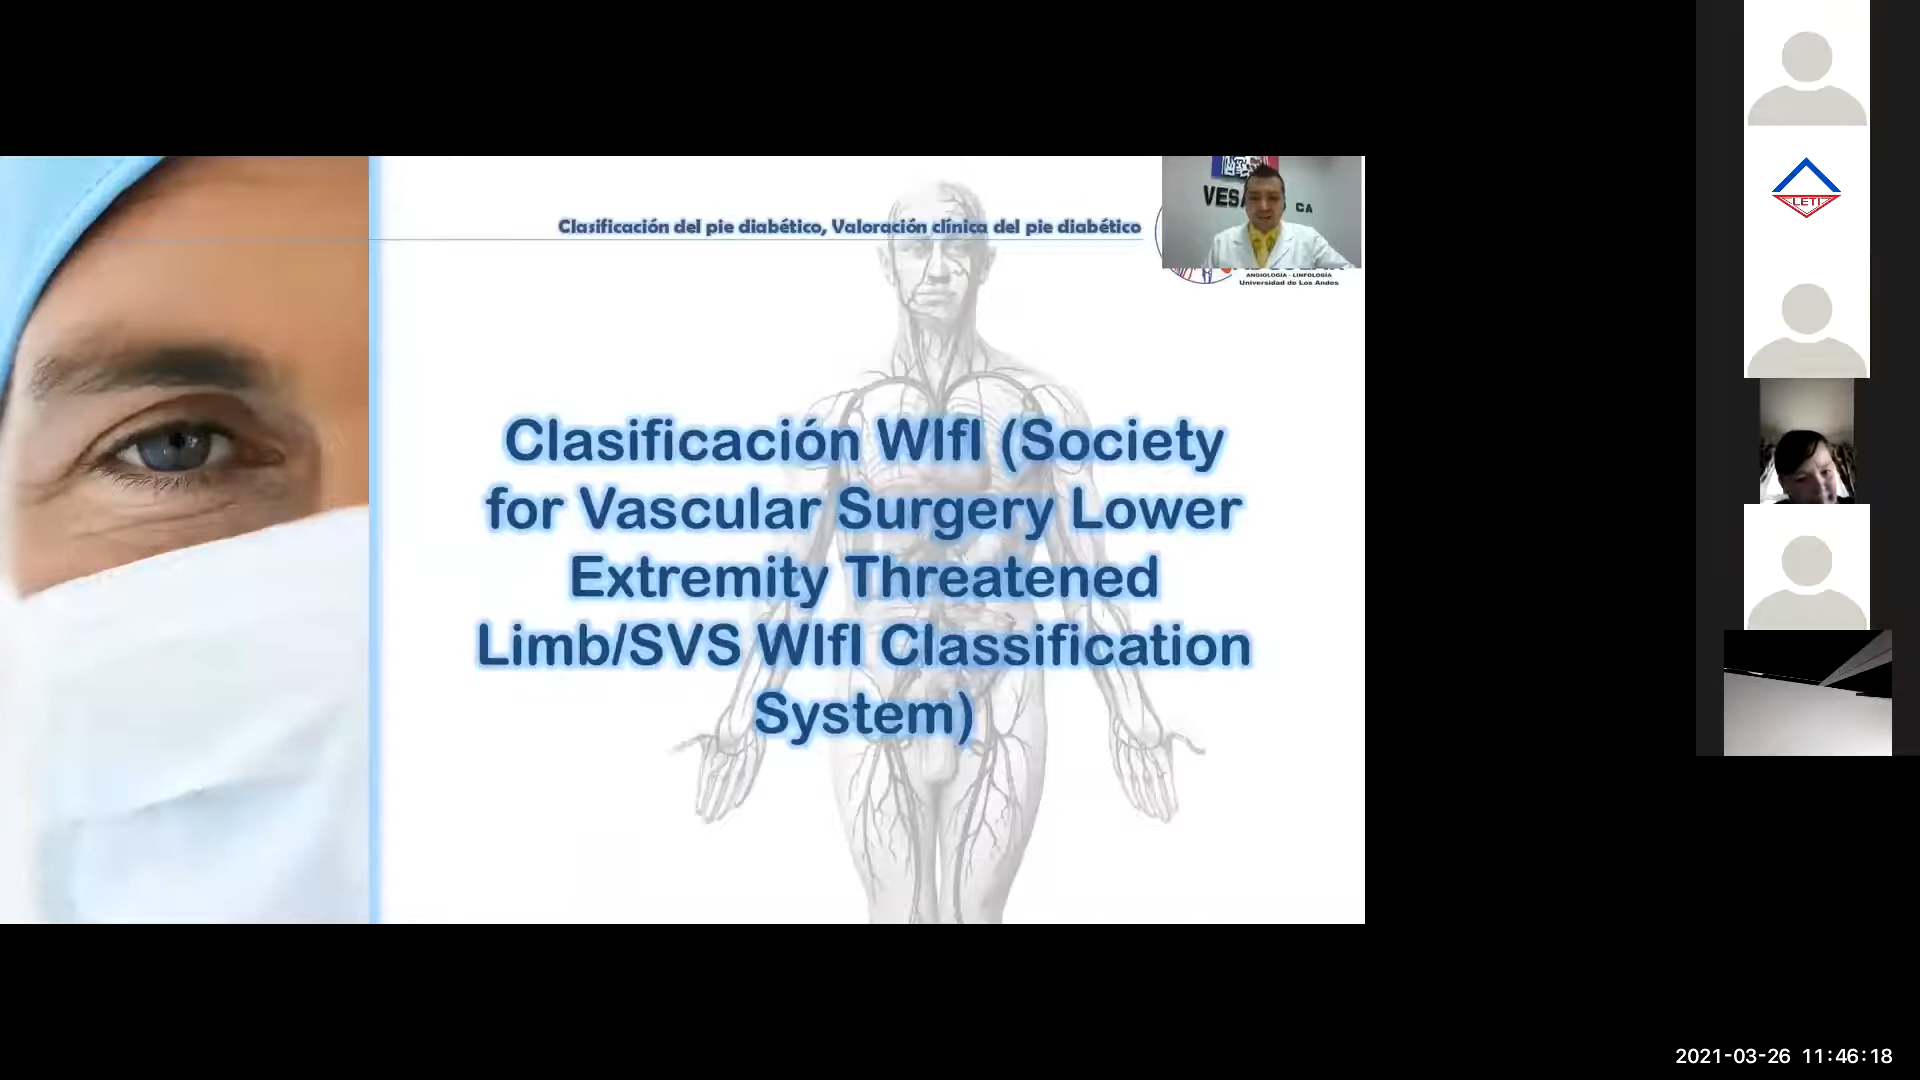 Clasificación del pie diabético, Valoración clínica del pie diabético
VESA
CA
ANGIOLOGÍA - LINFOLOGÍA
Universidad de Los Andes
Clasificación WIfI (Society
for Vascular Surgery Lower
Extremity Threatened
Limb/SVS WIfI Classification
System)
LETI
2021-03-26 11:46:18